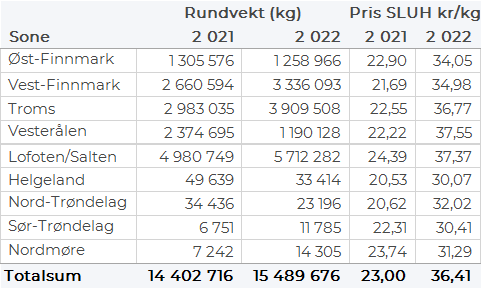 Rundvekt (kg) Pris SLUH kr/kg
Sone 2 021 2 022 2 021 2 022
Øst-Finnmark 1 305 576 1 258 966 22,90 34,05
Vest-Finnmark 2 660 594 3 336 093 21,69 34,98
Troms 2 983 035 3 909 508 22,55 36,77
Vesterålen 2 374 695 1 190 128 22,22 37,55
Lofoten/Salten 4 980 749 5 712 282 24,39 37,37
Helgeland 49 639 33 414 20,53 30,07
Nord-Trøndelag 34 436 23 196 20,62 32,02
Sør-Trøndelag 6 751 11 785 22,31 30,41
Nordmøre 7 242 14 305 23,74 31,29
Totalsum 14 402 716 15 489 676 23,00 36,41